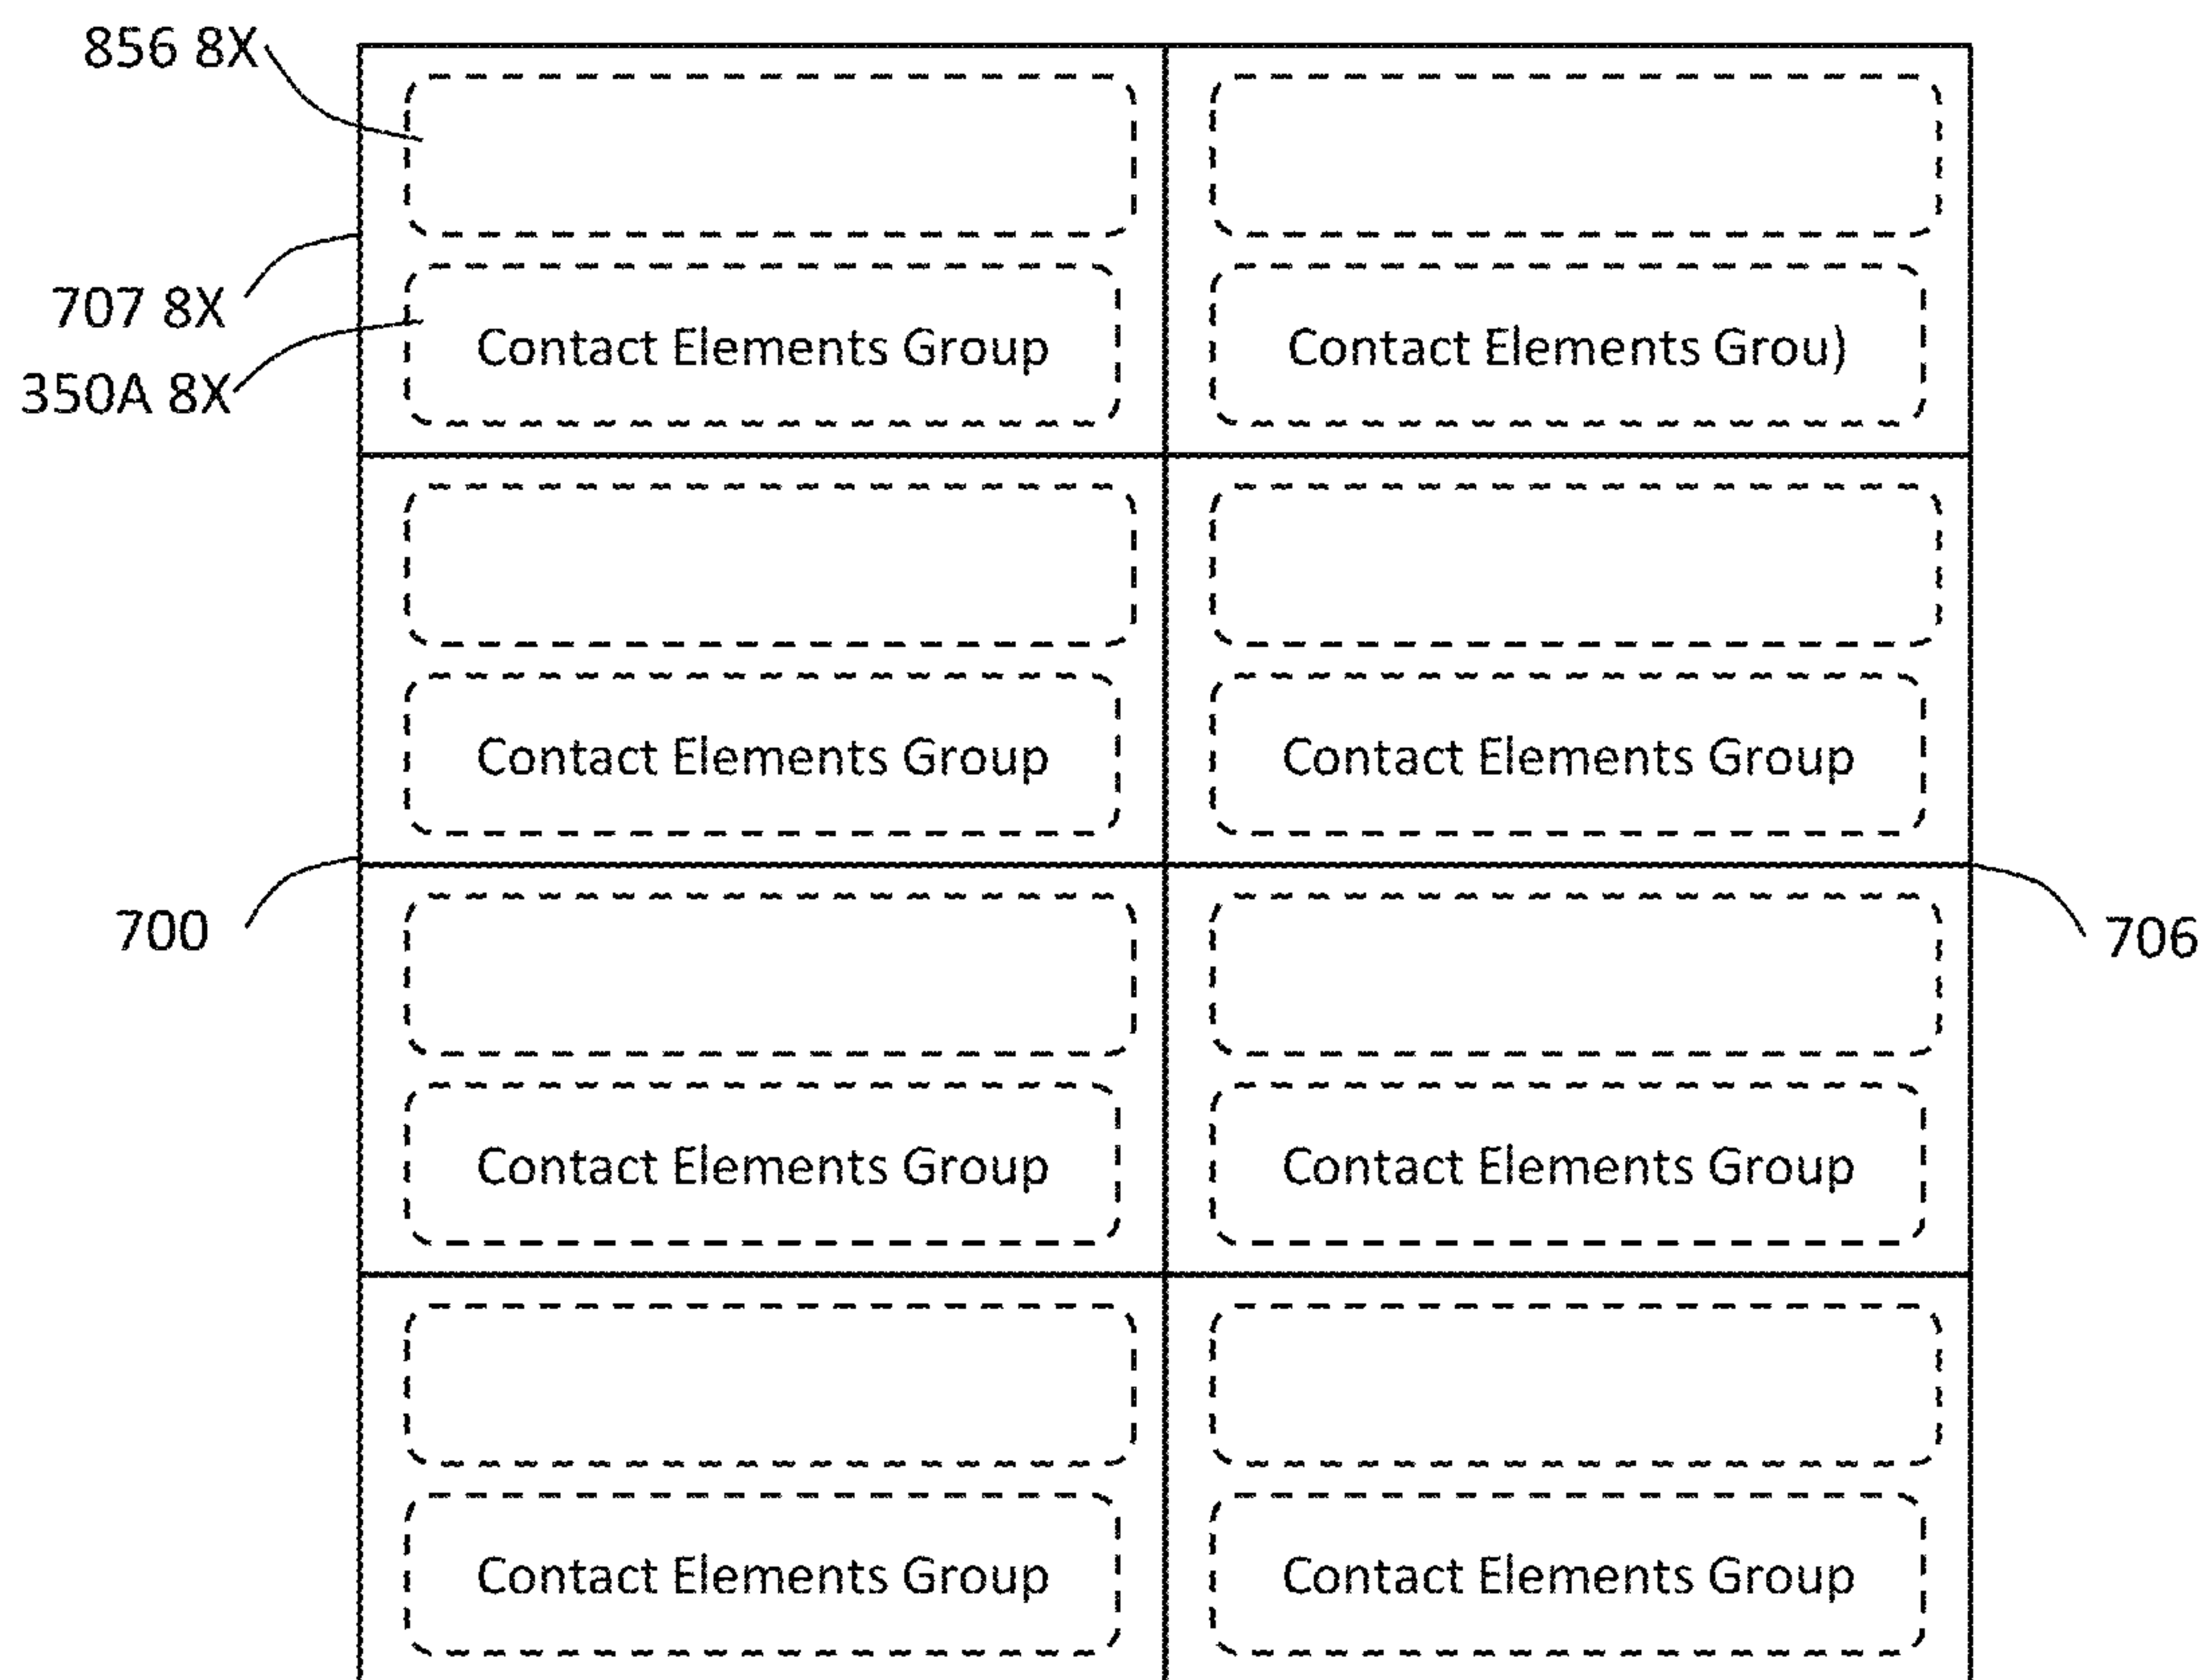 856 8X
707 8X
350A 8X
Contact Elements Group
Contact Elements Grou)
Contact Elements Group
Contact Elements Group
700
706
Contact Elements Group
Contact Elements Group
Contact Elements Group
Contact Elements Group